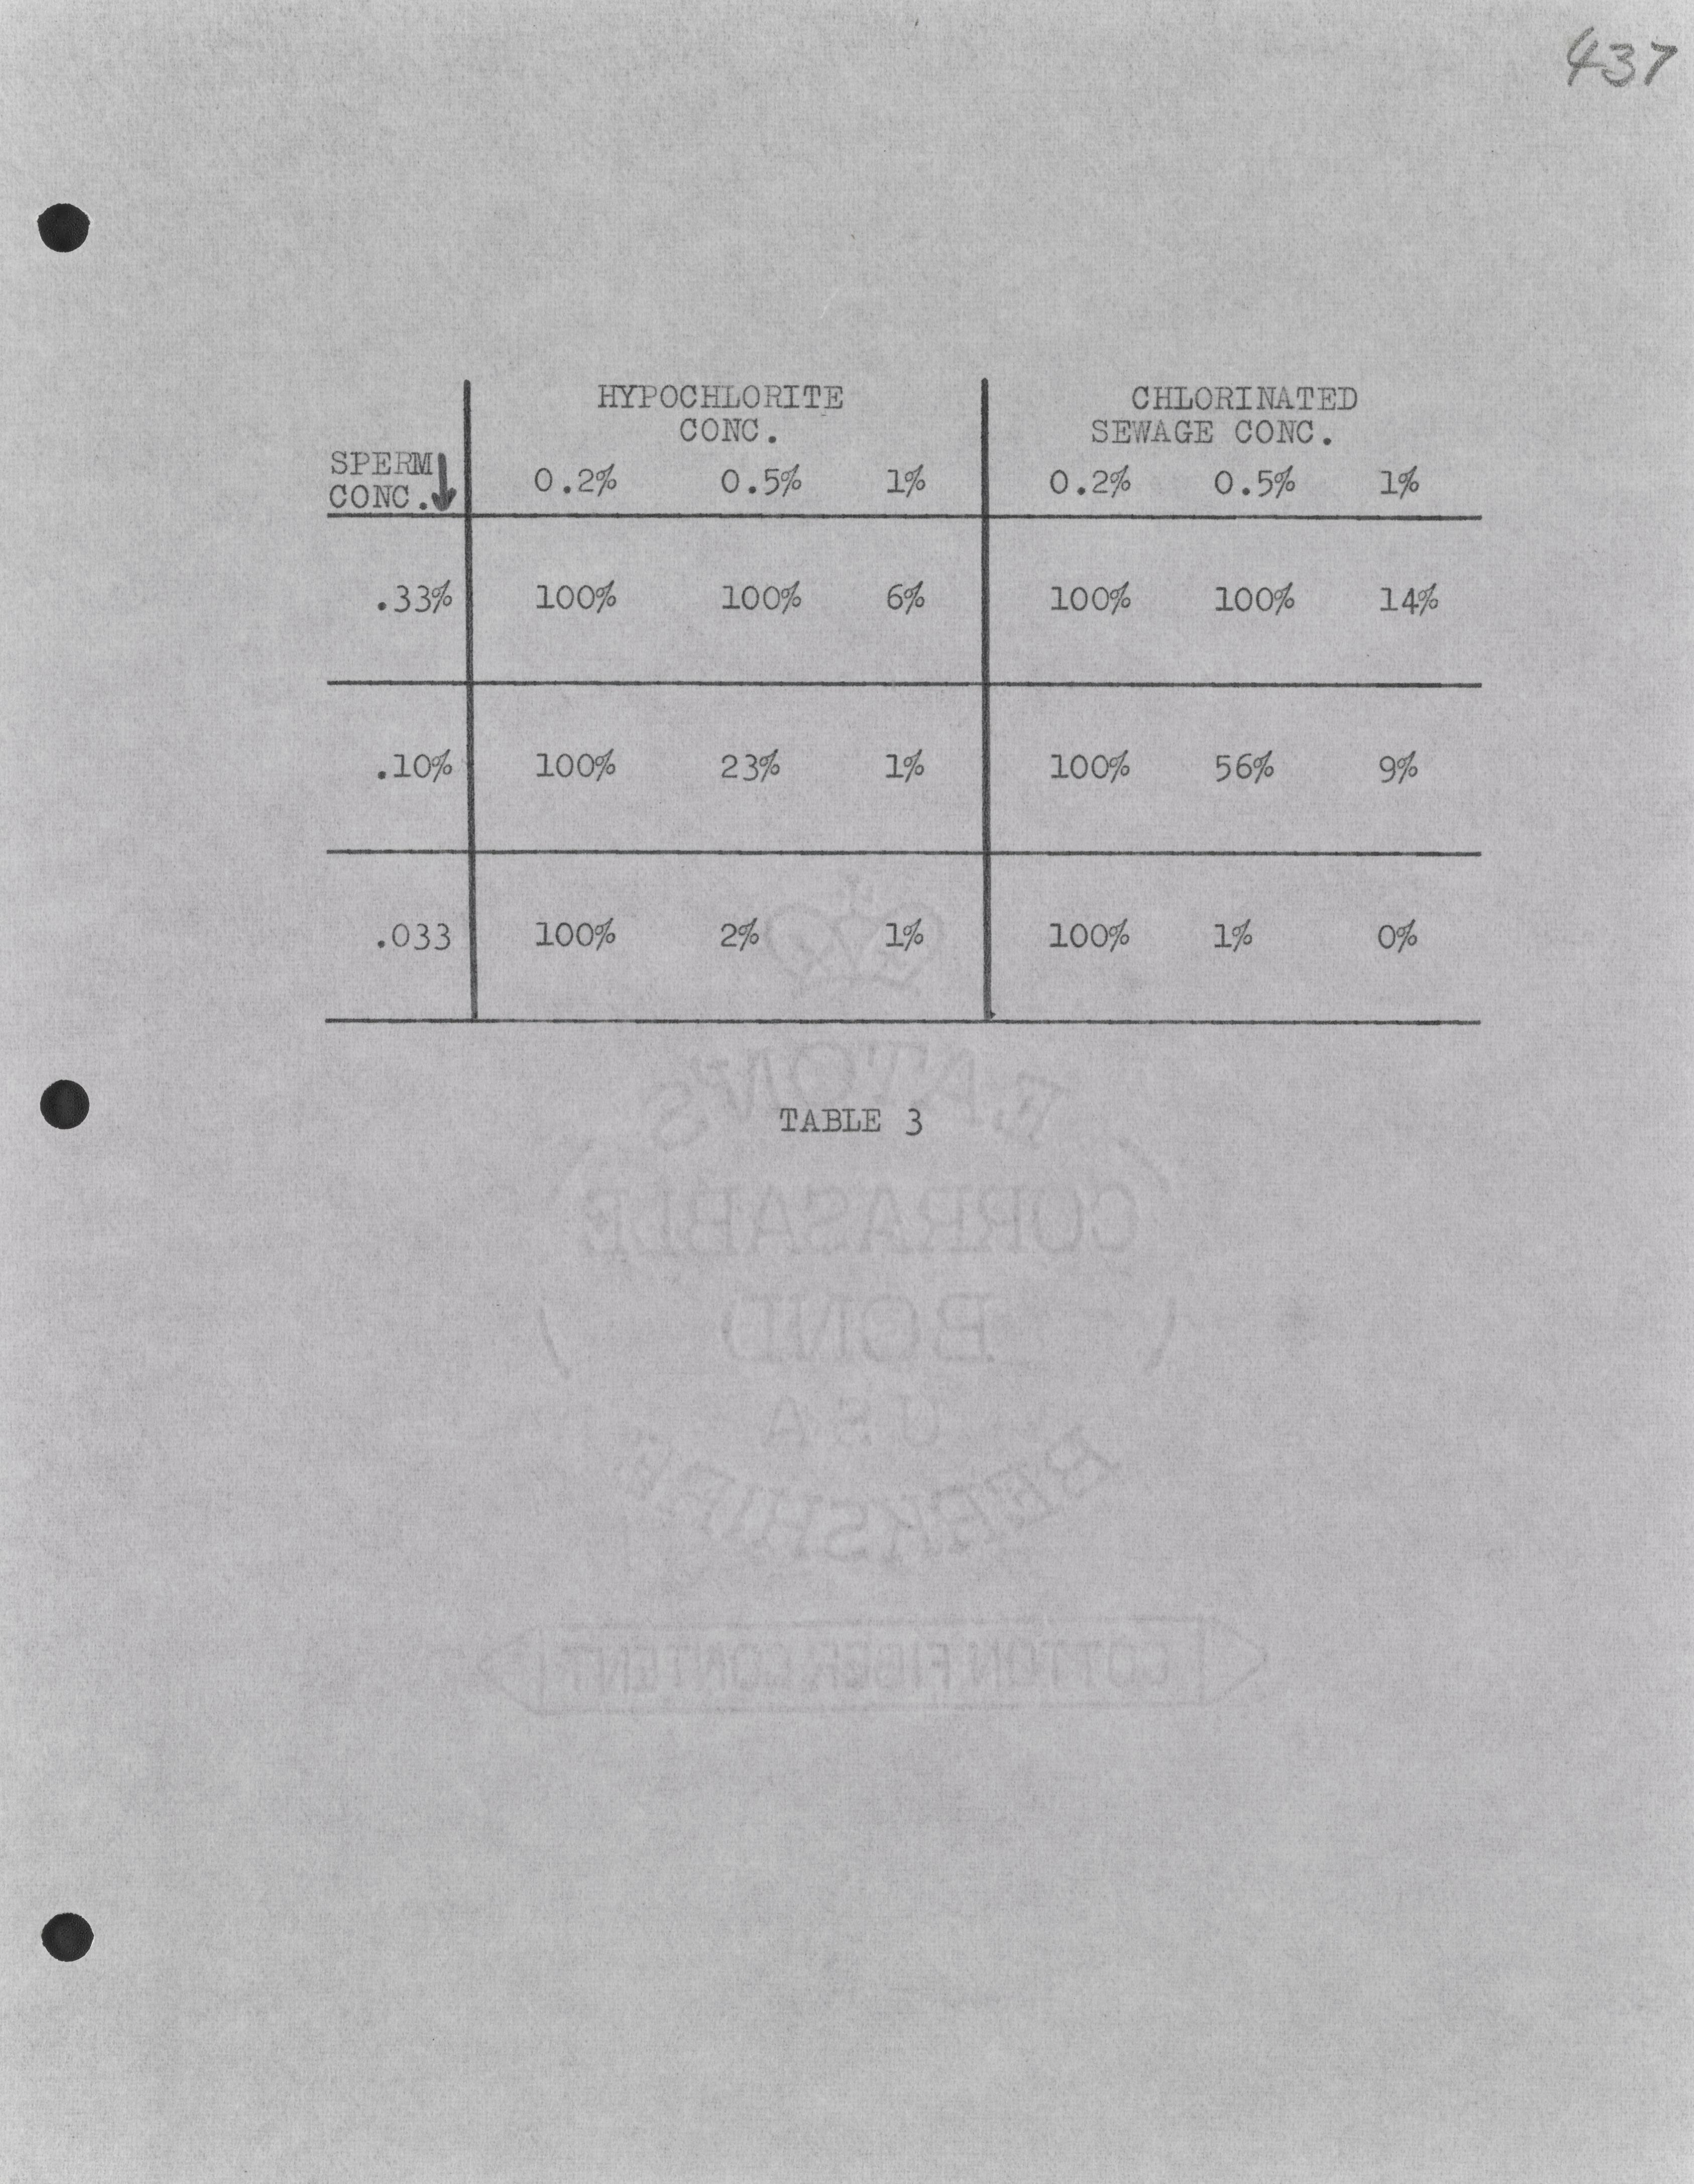 437
HYPOCHLORITE CONC.
CHLORINATED SEWAGE CONC.
SPERM CONC.
0.2% 0.5% 1% 0.2% 0.5% 1%
.33% 100% 100% 6% 100% 100% 14%
.10% 100% 23% 1% 100% 56% 9%
.033 100% 2% 1% 100% 1% 0%
TABLE 3
EATON'S
CORRASABLE
BOND
USA
BERKSHIRE
COTTON FIBER CONTENT